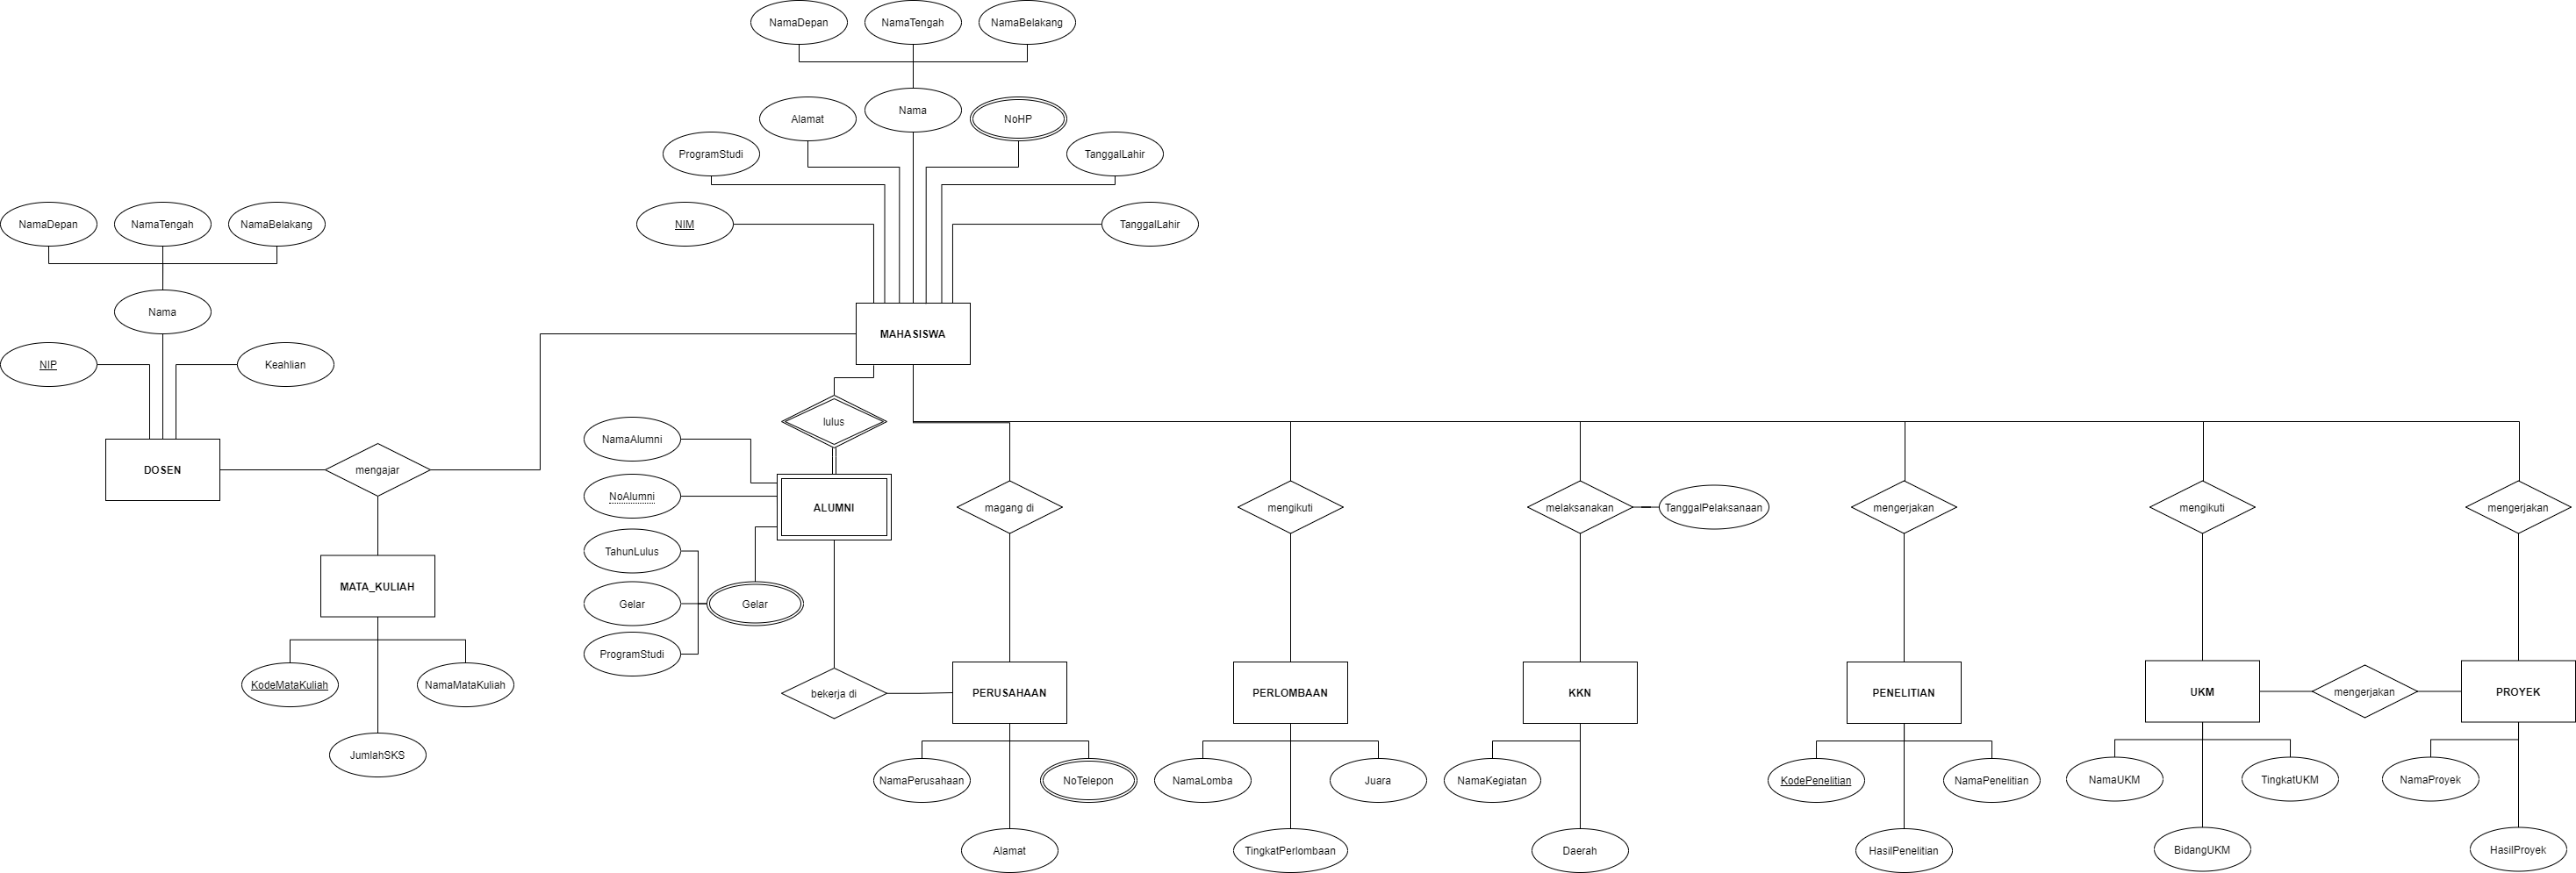 NamaDepan
NamaTengah
NamaBelakang
Nama
Alamat
NoHP
ProgramStudi
TanggalLahir
NIM
TanggalLahir
NamaDepan
NamaTengah
NamaBelakang
Nama
MAHASISWA
NIP
Keahlian
lulus
NamaAlumni
DOSEN
mengajar
NoAlumni
ALUMNI
magang di
mengikuti
melaksanakan
TanggalPelaksanaan
mengerjakan
mengikuti
mengerjakan
TahunLulus
MATA_KULIAH
Gelar
Gelar
ProgramStudi
KodeMataKuliah
NamaMataKuliah
bekerja di
PERUSAHAAN
PERLOMBAAN
KKN
PENELITIAN
UKM
mengerjakan
PROYEK
JumlahSKS
NamaPerusahaan
NoTelepon
NamaLomba
Juara
NamaKegiatan
KodePenelitian
NamaPenelitian
NamaUKM
TingkatUKM
NamaProyek
Alamat
TingkatPerlombaan
Daerah
HasilPenelitian
BidangUKM
HasilProyek